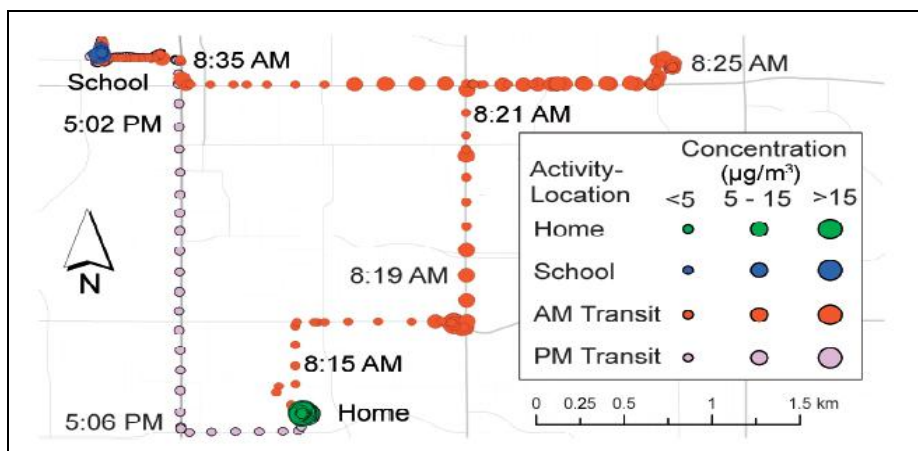 8:35 AM
8:25 AM
School
5:02 PM
8:21 AM
N
8:19 AM
8:15 AM
Home
5:06 PM
Activity-
Location
Concentration
(µg/m³)
<5 5 - 15 >15
Home
School
AM Transit
PM Transit
0 0.25 0.5 1 1.5 km